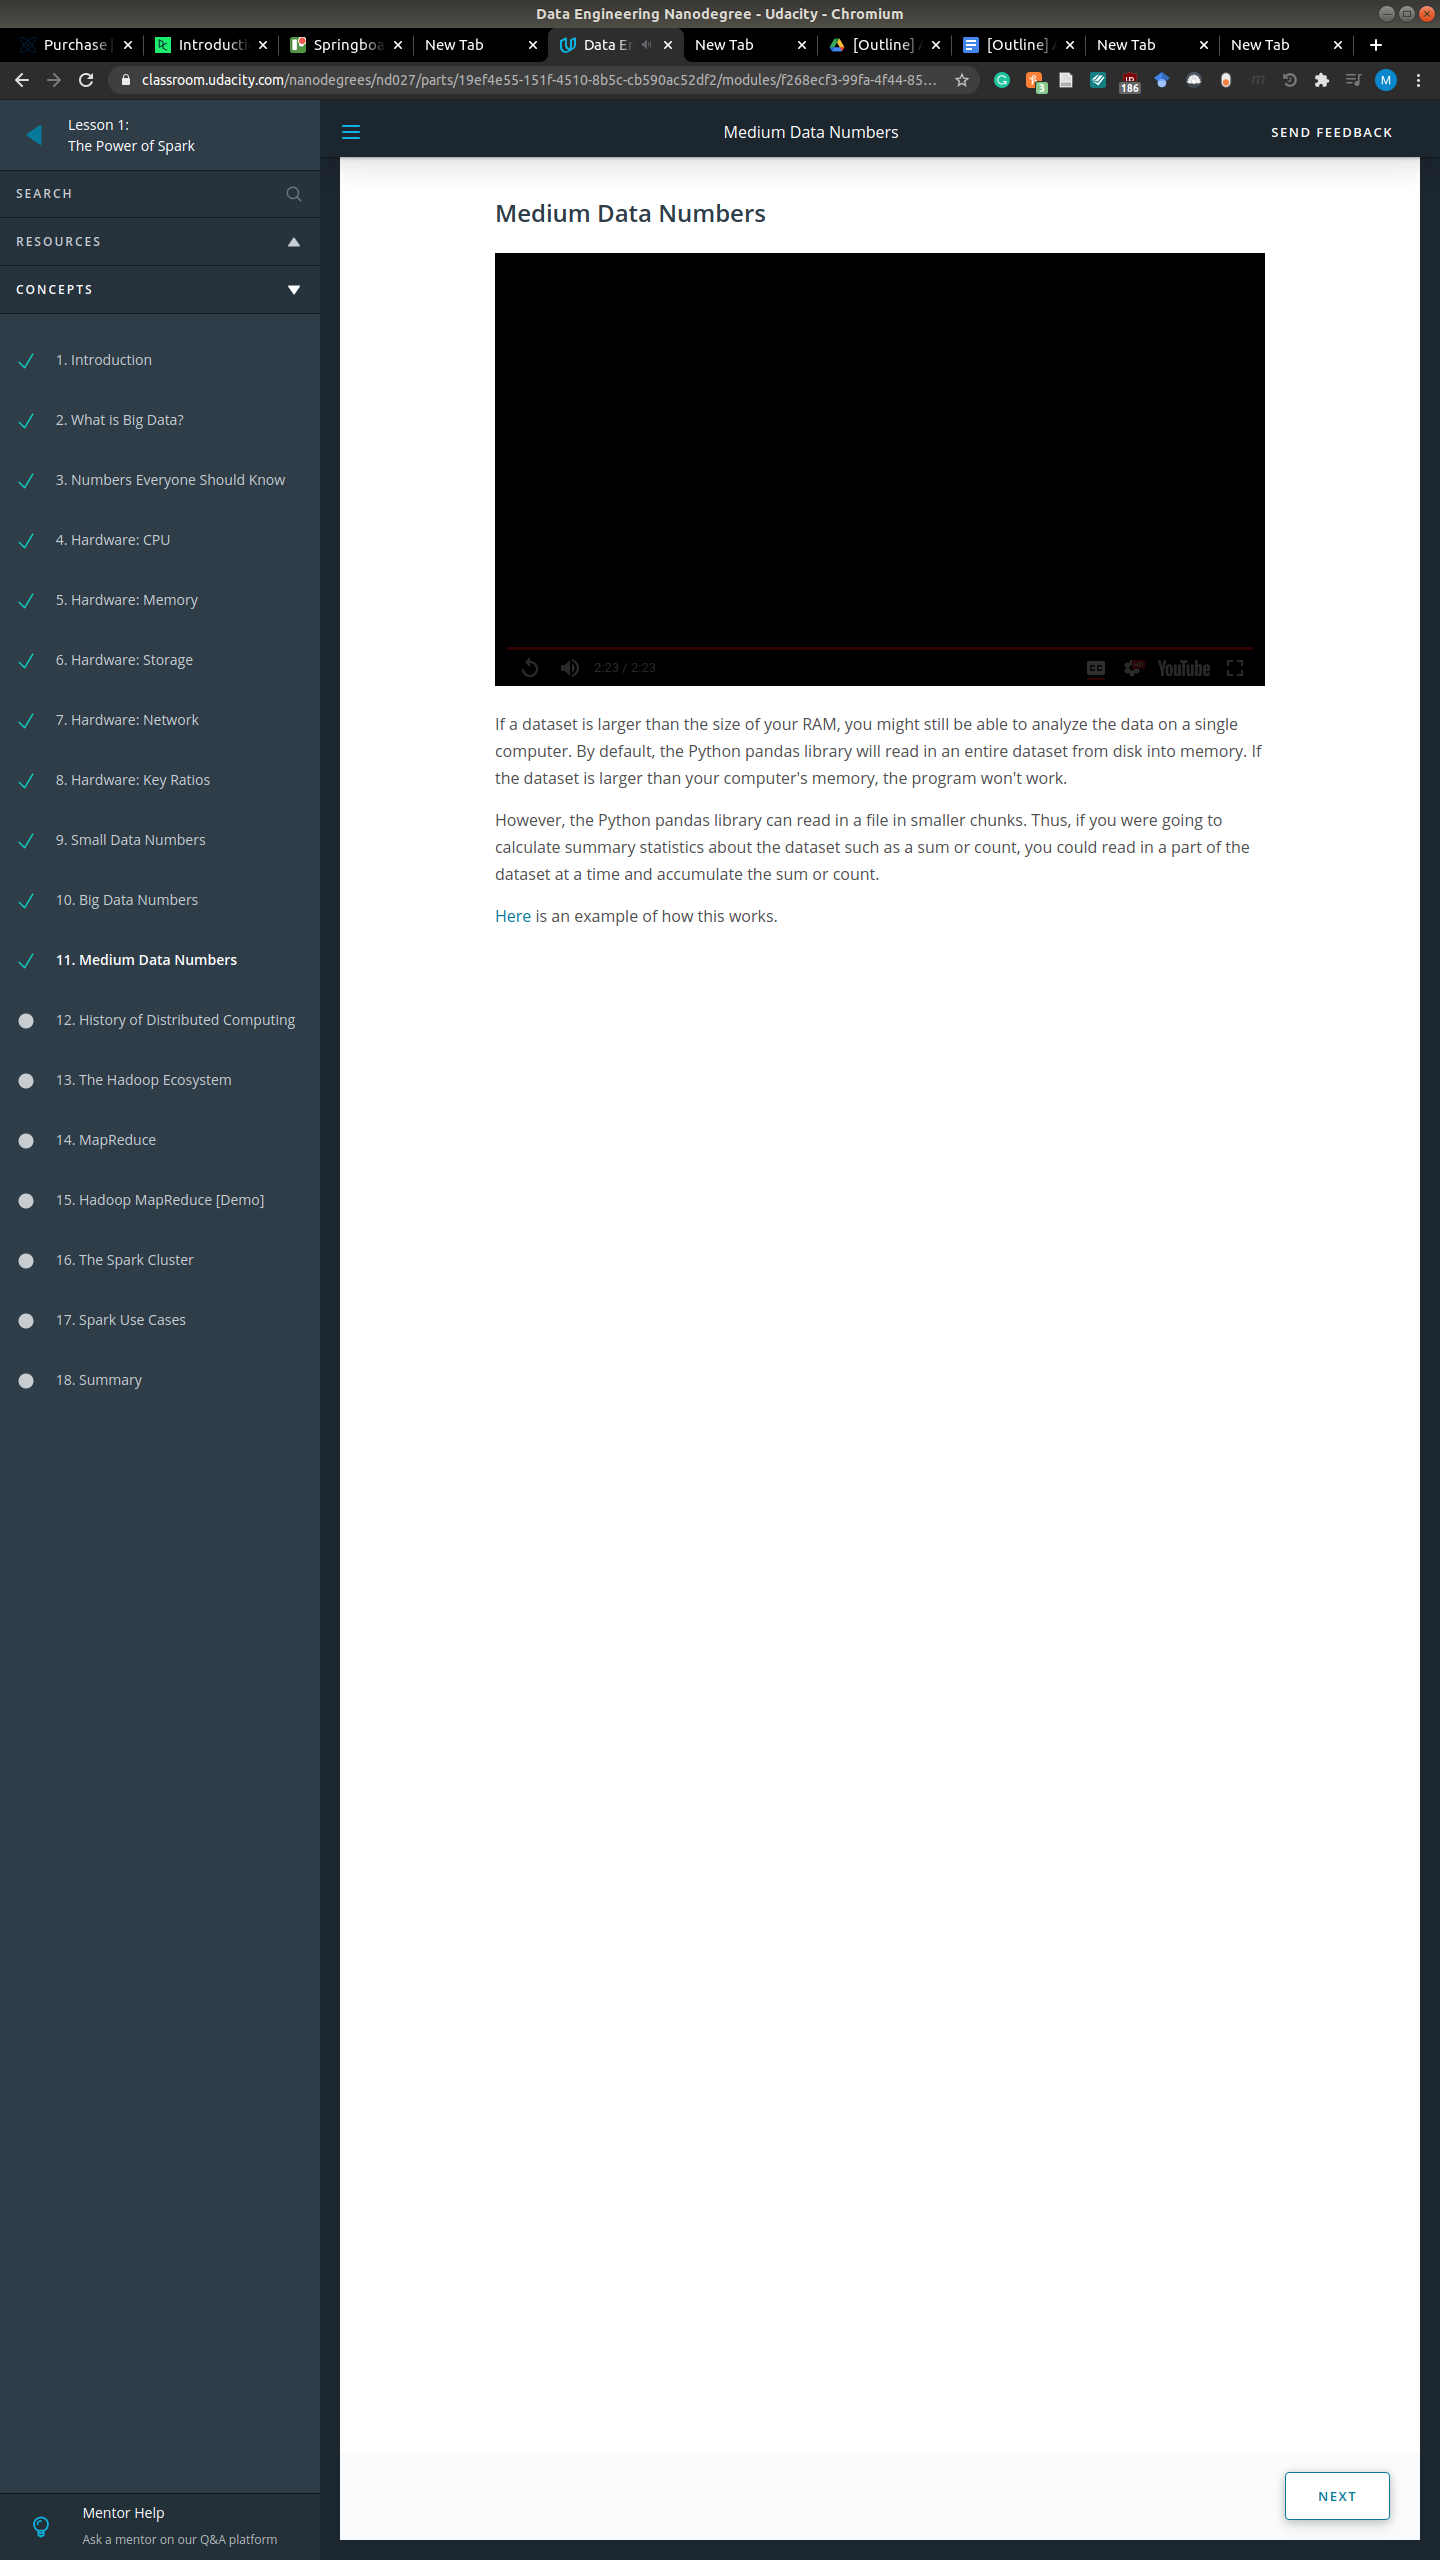 Data Engineering Nanodegree - Udacity - Chromium
Purchase
Introducti
Springboa
New Tab
Data En
New Tab
[Outline]
[Outline]
New Tab
New Tab
classroom.udacity.com/nanodegrees/nd027/parts/19ef4e55-151f-4510-8b5c-cb590ac52df2/modules/f268ecf3-99fa-4f44-85...
3
186
M
Lesson 1:
The Power of Spark
Medium Data Numbers
SEND FEEDBACK
SEARCH
RESOURCES
CONCEPTS
1. Introduction
2. What is Big Data?
3. Numbers Everyone Should Know
4. Hardware: CPU
5. Hardware: Memory
6. Hardware: Storage
7. Hardware: Network
8. Hardware: Key Ratios
9. Small Data Numbers
10. Big Data Numbers
11. Medium Data Numbers
12. History of Distributed Computing
13. The Hadoop Ecosystem
14. MapReduce
15. Hadoop MapReduce [Demo]
16. The Spark Cluster
17. Spark Use Cases
18. Summary
Mentor Help
Ask a mentor on our Q&A platform
Medium Data Numbers
2:23 / 2:23
CC
HD
YouTube
If a dataset is larger than the size of your RAM, you might still be able to analyze the data on a single
computer. By default, the Python pandas library will read in an entire dataset from disk into memory. If
the dataset is larger than your computer's memory, the program won't work.
However, the Python pandas library can read in a file in smaller chunks. Thus, if you were going to
calculate summary statistics about the dataset such as a sum or count, you could read in a part of the
dataset at a time and accumulate the sum or count.
Here is an example of how this works.
NEXT